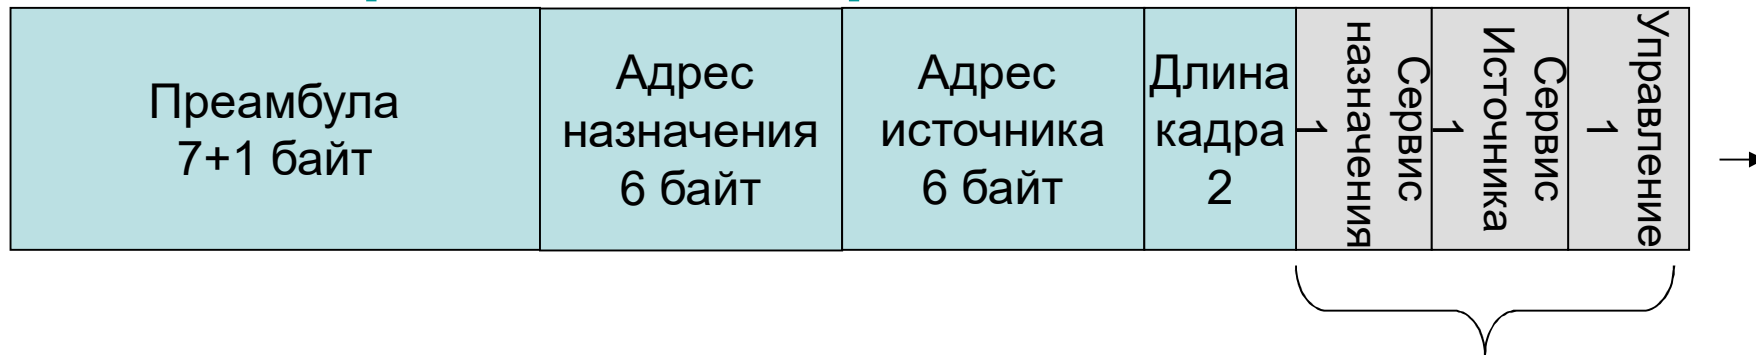 Преамбула
7+1 байт
Адрес
назначения
6 байт
Адрес
источника
6 байт
Длина
кадра
2
Сервис
назначения
1
Сервис
Источника
1
Управление
1